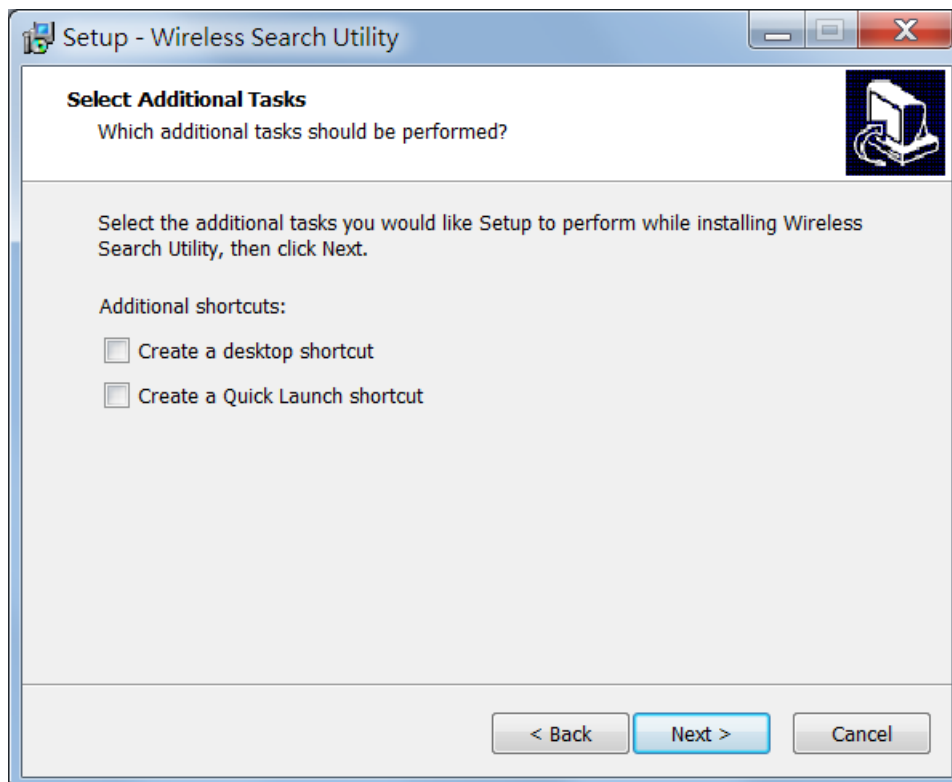 Setup - Wireless Search Utility
Select Additional Tasks
Which additional tasks should be performed?
Select the additional tasks you would like Setup to perform while installing Wireless
Search Utility, then click Next.
Additional shortcuts:
Create a desktop shortcut
Create a Quick Launch shortcut
< Back
Next >
Cancel